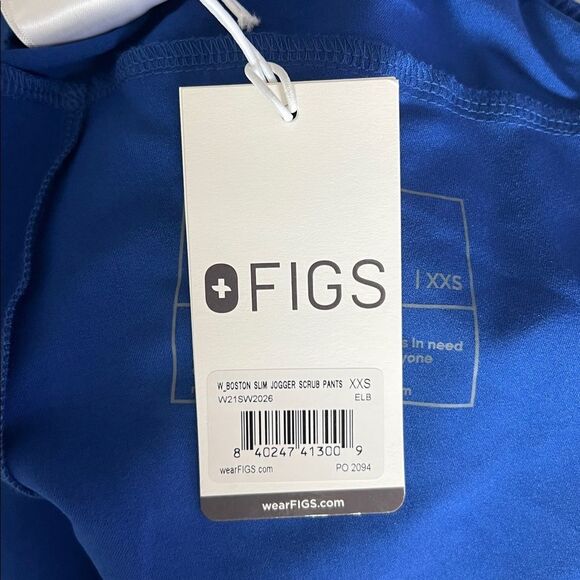 FIGS
| XXS
s In need
yone
m
W_BOSTON SLIM JOGGER SCRUB PANTS XXS
W21SW2026 ELB
8 40247 41300 9
wearFIGS.com PO 2094
wearFIGS.com